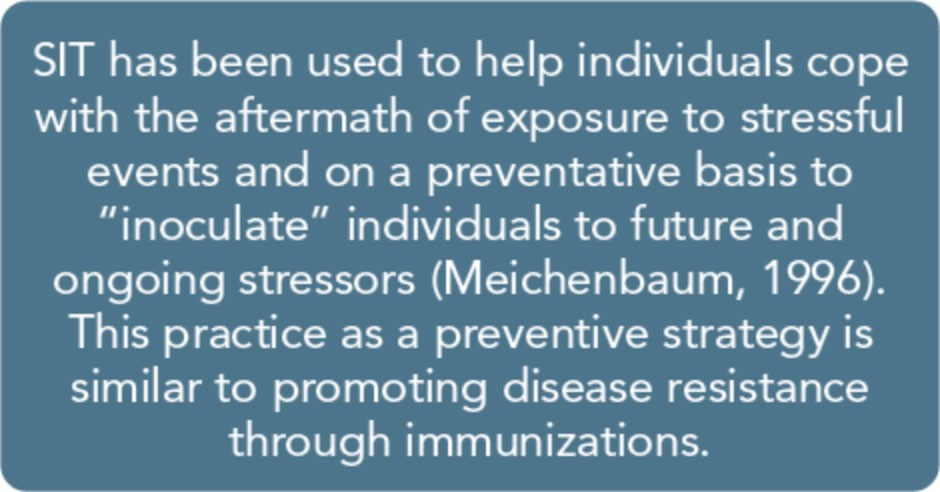 SIT has been used to help individuals cope
with the aftermath of exposure to stressful
events and on a preventative basis to
"inoculate" individuals to future and
ongoing stressors (Meichenbaum, 1996).
This practice as a preventive strategy is
similar to promoting disease resistance
through immunizations.